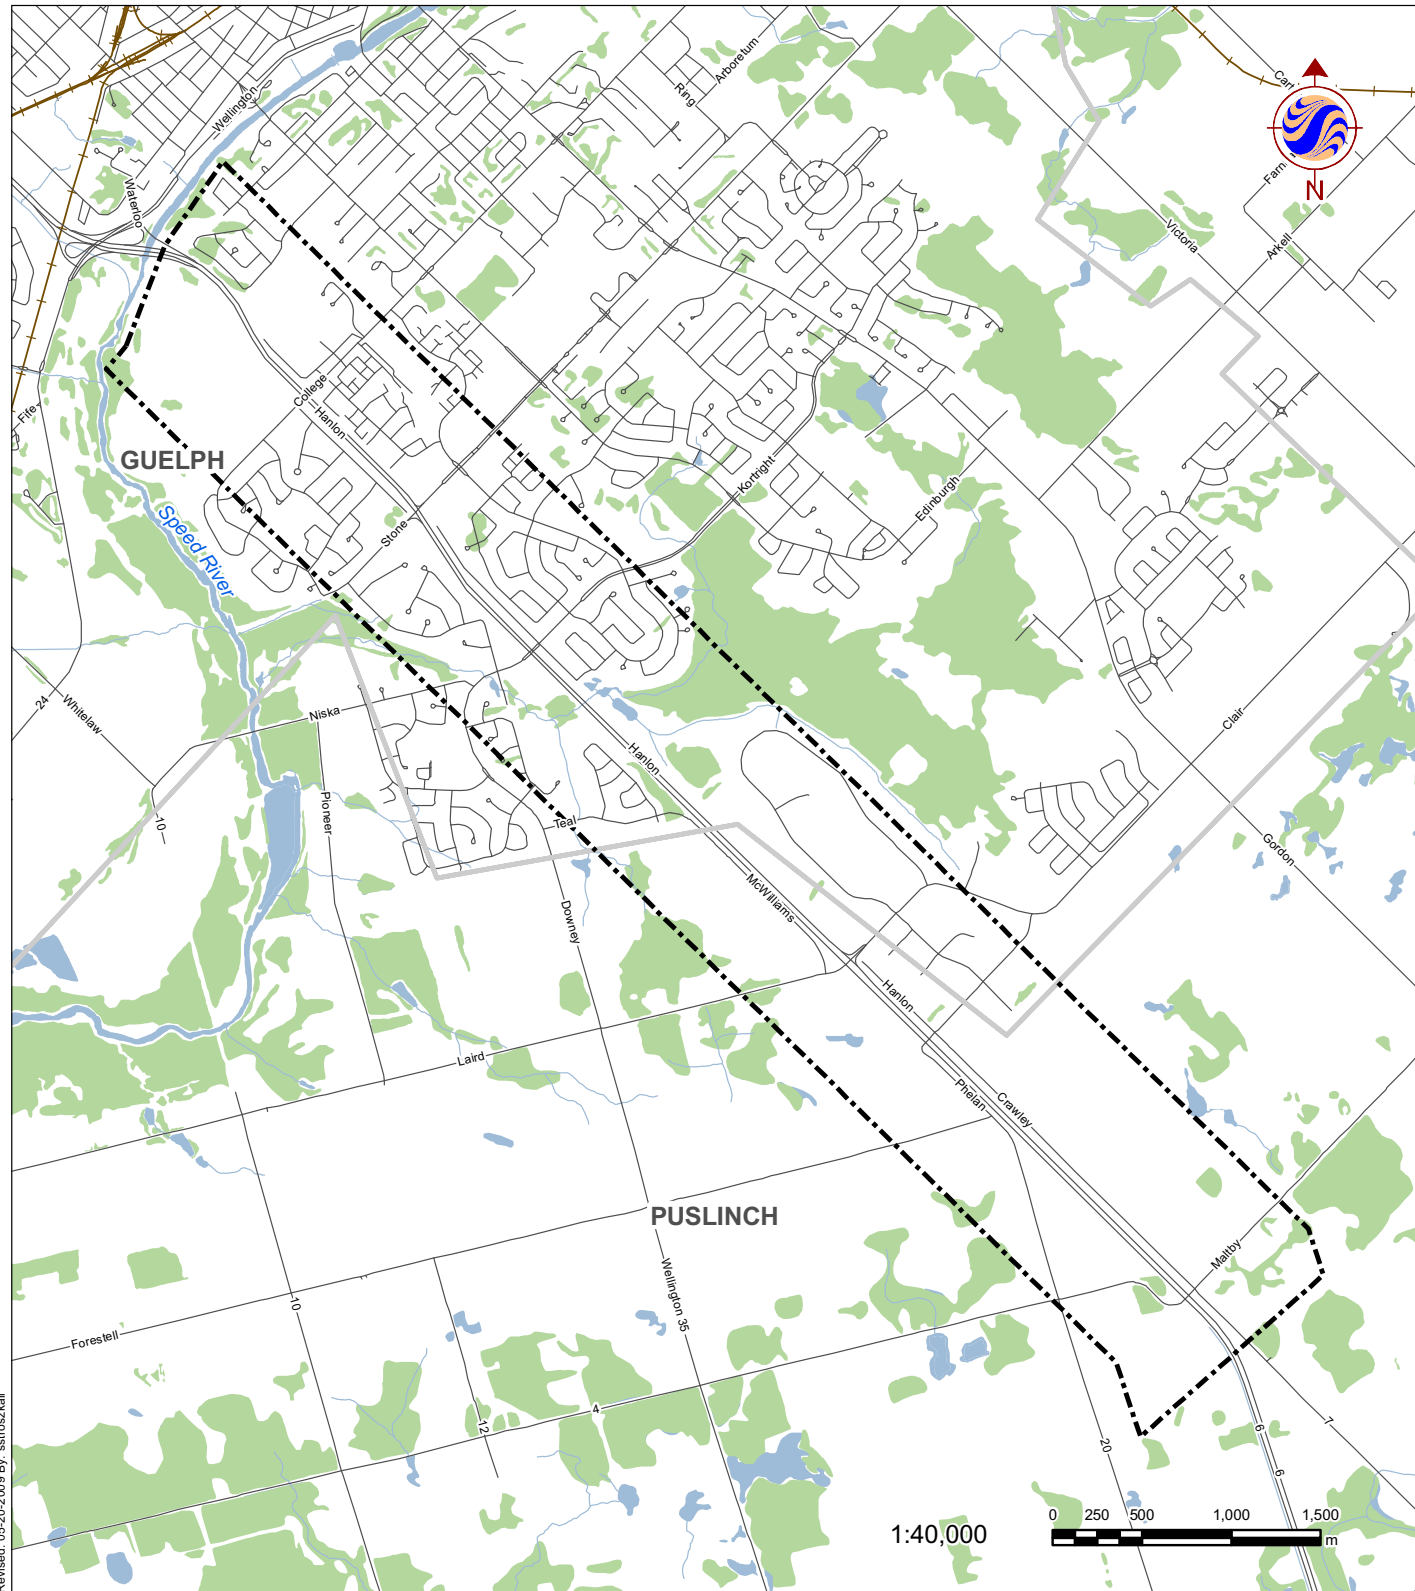 Arboretum
Ring
Wellington
Waterloo
N
Victoria
Arkell
College
Hanlon
Fife
GUELPH
Kortright
Edinburgh
Stone
Speed River
24
Whitelaw
Niska
Clair
Hanlon
Pioneer
10
Teal
Gordon
McWilliams
Downey
Hanlon
Laird
Phelan
Crawley
PUSLINCH
Maltby
Wellington 35
10
Forestell
12
4
20
6
7
6
1:40,000
0 250 500 1,000 1,500
m